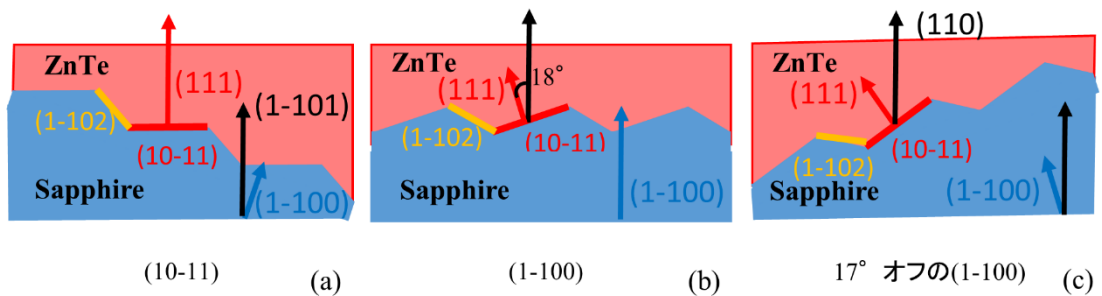 ZnTe
(111)
(1-101)
(1-102)
(10-11)
Sapphire
(1-100)
(10-11)
(a)
ZnTe
18°
(111)
(1-102)
(10-11)
(1-100)
Sapphire
(1-100)
(b)
(110)
ZnTe
(111)
(1-102)
(10-11)
(1-100)
Sapphire
17° オフの(1-100)
(c)